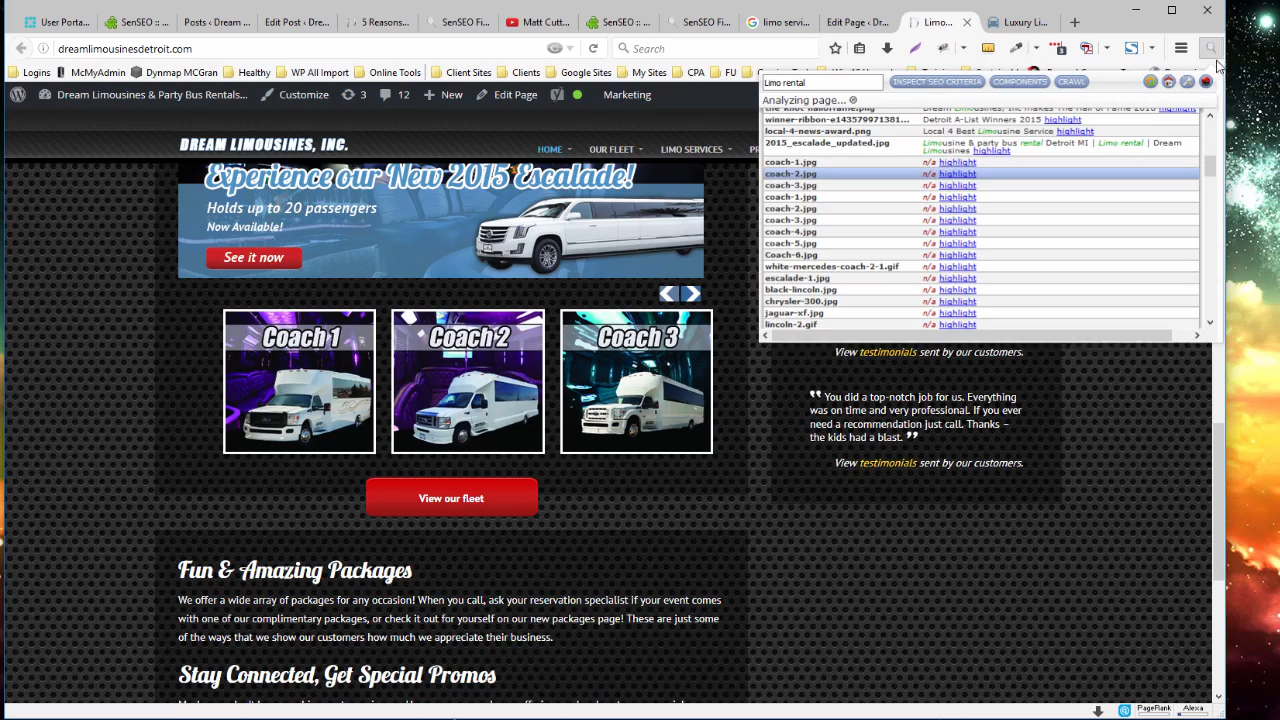 User Porta...
SenSEO :: ...
Posts ‹ Dream ...
Edit Post ‹ Dre...
5 Reasons...
SenSEO Fi...
Matt Cutt...
SenSEO :: ...
SenSEO Fi...
limo servi...
Edit Page ‹ Dr...
Limo...
Luxury Li...
dreamlimousinesdetroit.com
Search
Logins
McMyAdmin
Dynmap MCGran
Healthy
WP All Import
Online Tools
Client Sites
Clients
Google Sites
My Sites
CPA
FU
Dream Limousines & Party Bus Rentals...
Customize
3
12
New
Edit Page
Marketing
Limo rental
INSPECT SEO CRITERIA
COMPONENTS
CRAWL
Analyzing page...
winner-ribbon-e143579971381... Detroit A-List Winners 2015 highlight
local-4-news-award.png Local 4 Best Limousine Service highlight
2015_escalade_updated.jpg Limousine & party bus rental Detroit MI | Limo rental | Dream
Limousines highlight
coach-1.jpg n/a highlight
coach-2.jpg n/a highlight
coach-3.jpg n/a highlight
coach-1.jpg n/a highlight
coach-2.jpg n/a highlight
coach-3.jpg n/a highlight
coach-4.jpg n/a highlight
coach-5.jpg n/a highlight
Coach-6.jpg n/a highlight
white-mercedes-coach-2-1.gif n/a highlight
escalade-1.jpg n/a highlight
black-lincoln.jpg n/a highlight
chrysler-300.jpg n/a highlight
jaguar-xf.jpg n/a highlight
lincoln-2.gif n/a highlight
DREAM LIMOUSINES, INC.
HOME
OUR FLEET
LIMO SERVICES
Experience our New 2015 Escalade!
Holds up to 20 passengers
Now Available!
See it now
Coach 1
Coach 2
Coach 3
View our fleet
View testimonials sent by our customers.
" You did a top-notch job for us. Everything
was on time and very professional. If you ever
need a recommendation just call. Thanks –
the kids had a blast. "
View testimonials sent by our customers.
Fun & Amazing Packages
We offer a wide array of packages for any occasion! When you call, ask your reservation specialist if your event comes
with one of our complimentary packages, or check it out for yourself on our new packages page! These are just some
of the ways that we show our customers how much we appreciate their business.
Stay Connected, Get Special Promos
PageRank
Alexa